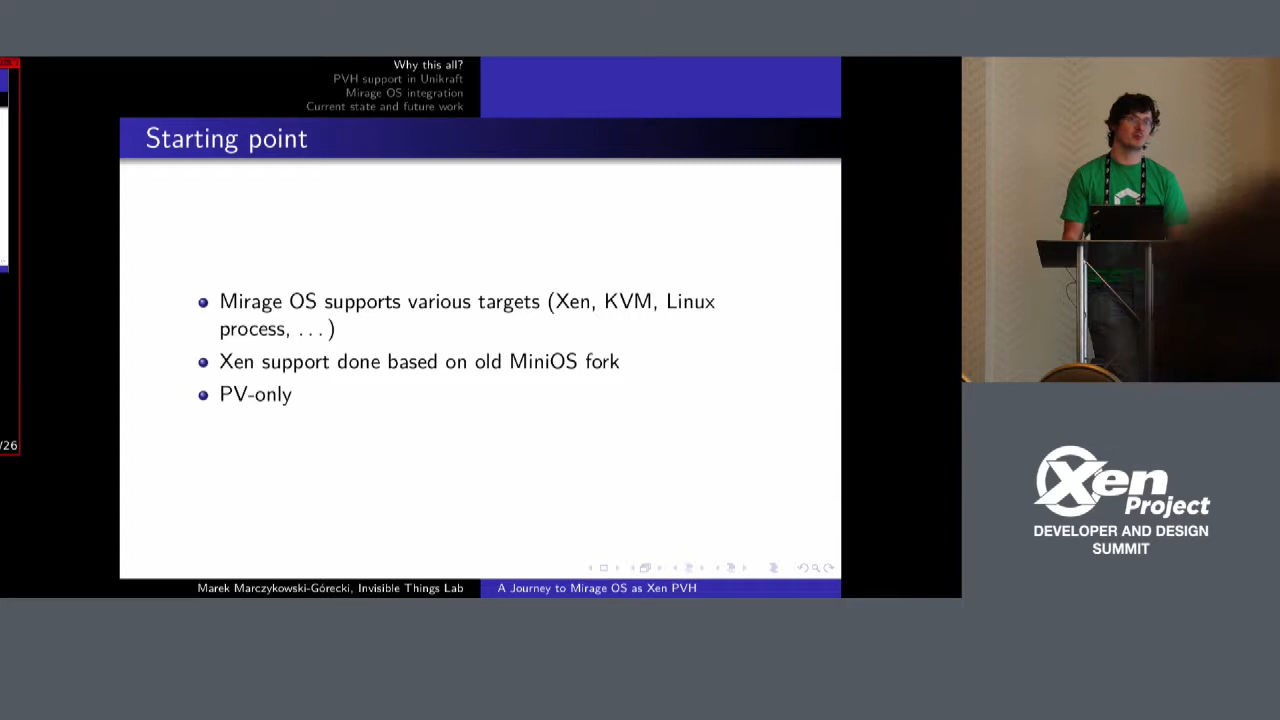 Why this all?
PVH support in Unikraft
Mirage OS integration
Current state and future work
Starting point
Mirage OS supports various targets (Xen, KVM, Linux
process, ...)
Xen support done based on old MiniOS fork
PV-only
/26
Marek Marczykowski-Górecki, Invisible Things Lab
A Journey to Mirage OS as Xen PVH
Xen
Project
DEVELOPER AND DESIGN
SUMMIT